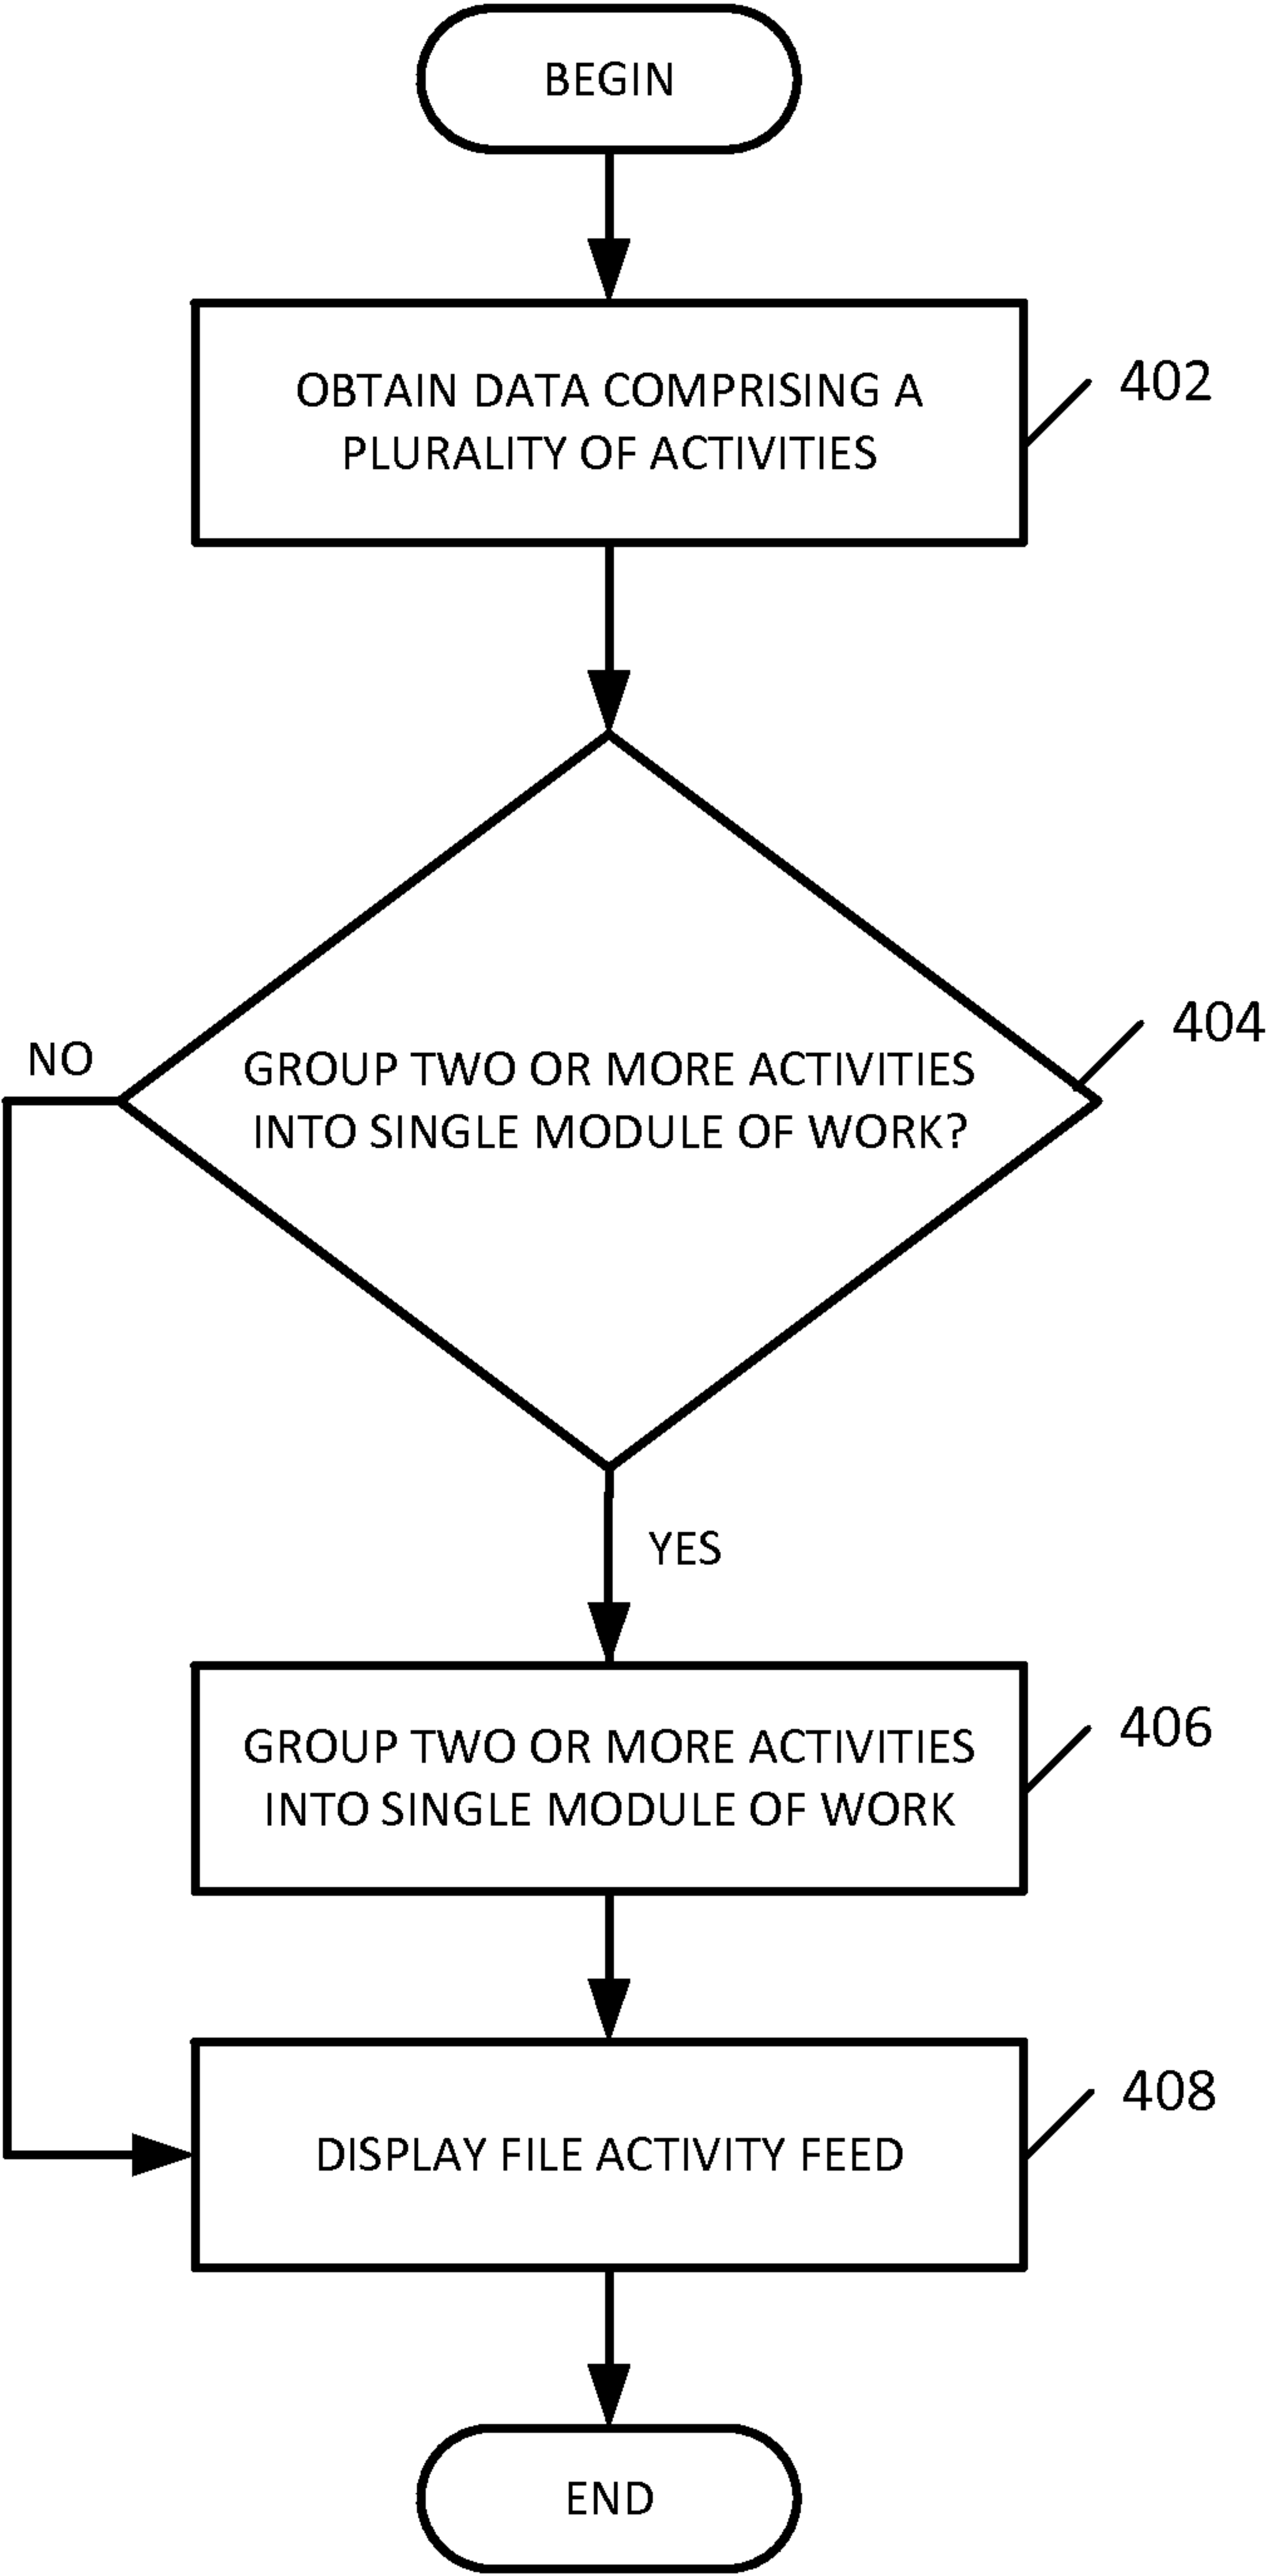 BEGIN
OBTAIN DATA COMPRISING A
PLURALITY OF ACTIVITIES
402
404
NO
GROUP TWO OR MORE ACTIVITIES
INTO SINGLE MODULE OF WORK?
YES
GROUP TWO OR MORE ACTIVITIES
INTO SINGLE MODULE OF WORK
406
DISPLAY FILE ACTIVITY FEED
408
END